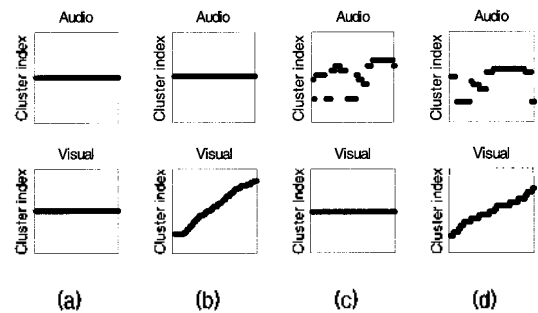 Audio Audio Audio Audio
Cluster index Cluster index Cluster index Cluster index
Visual Visual Visual Visual
Cluster index Cluster index Cluster index Cluster index
(a) (b) (c) (d)